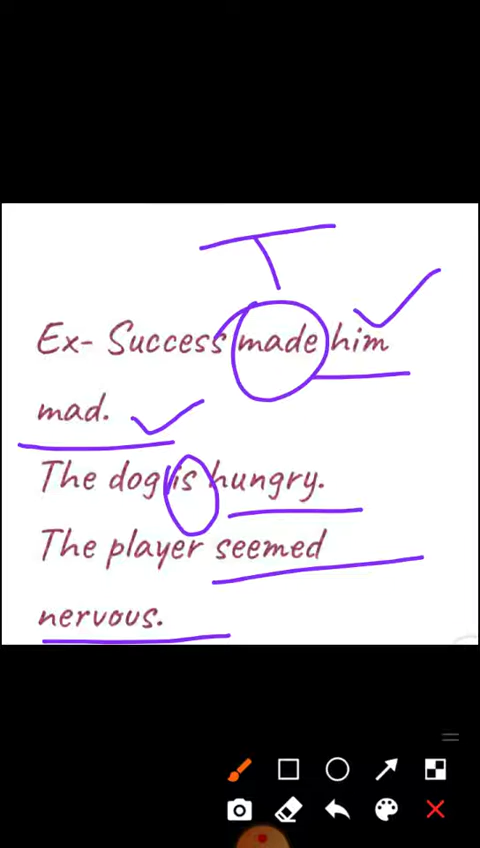 T
Ex- Success made him
mad.
The dog is hungry.
The player seemed
nervous.